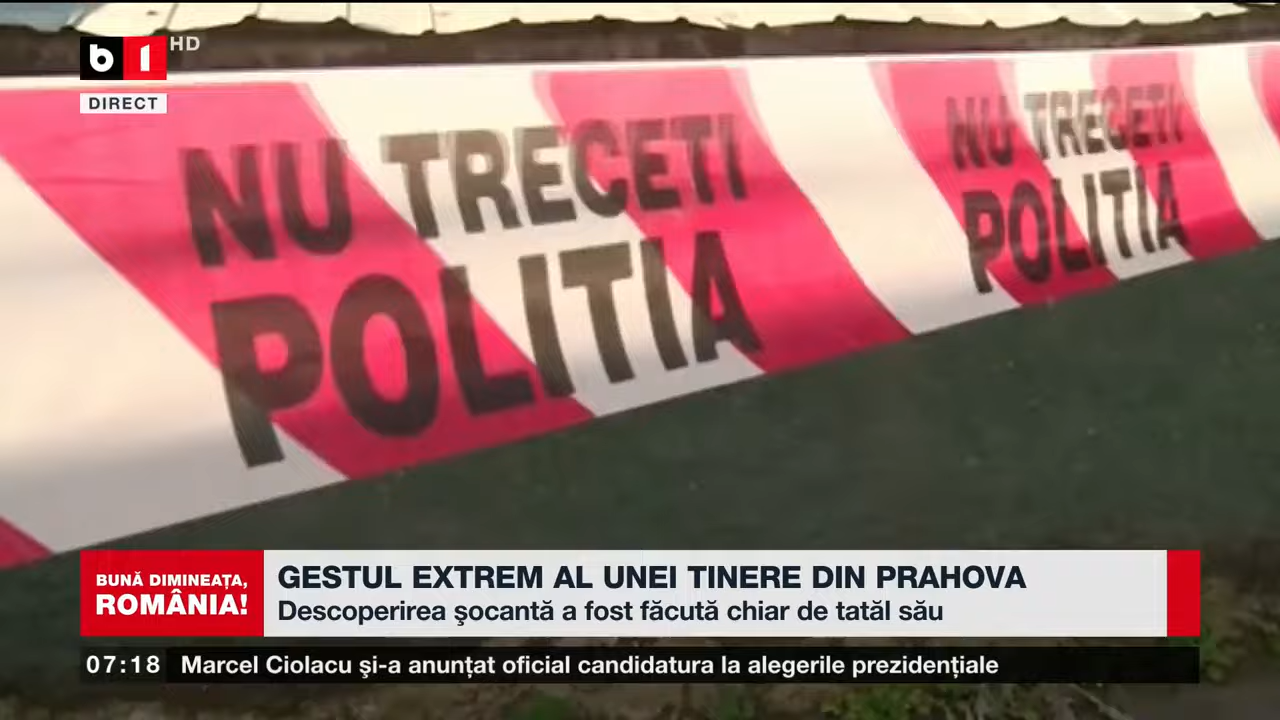 b1 HD
DIRECT
NU TRECETI
POLITIA
NU TRECETI
POLITIA
BUNĂ DIMINEAȚA,
ROMÂNIA!
GESTUL EXTREM AL UNEI TINERE DIN PRAHOVA
Descoperirea şocantă a fost făcută chiar de tatăl său
07:18 Marcel Ciolacu şi-a anunțat oficial candidatura la alegerile prezidențiale